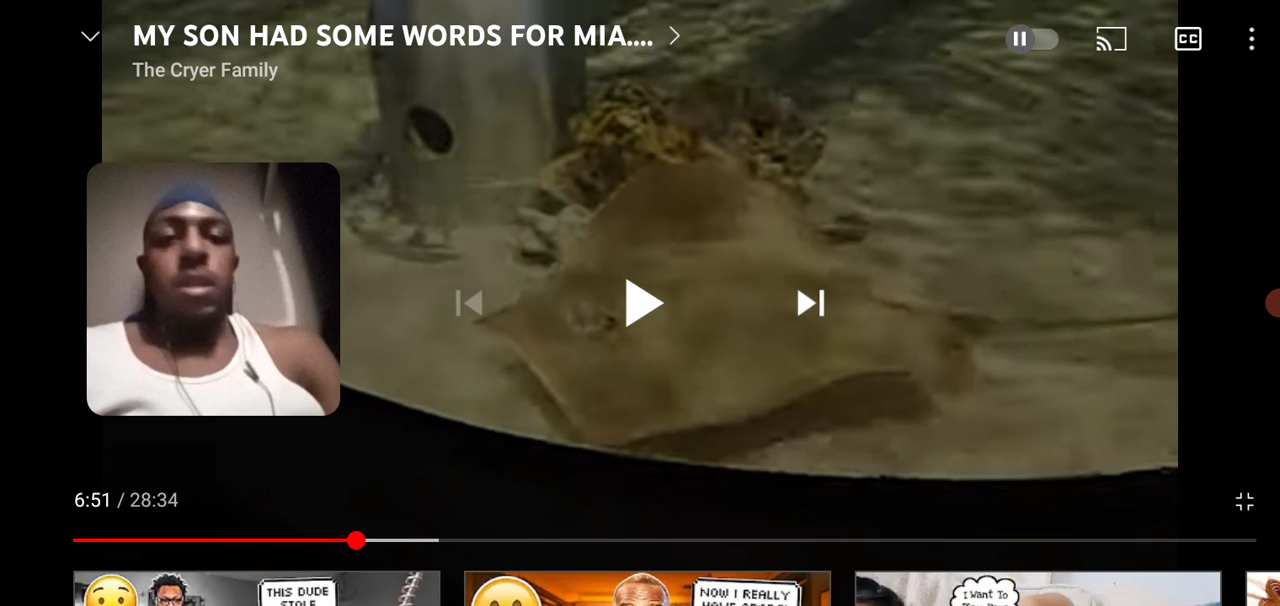 MY SON HAD SOME WORDS FOR MIA....
The Cryer Family
CC
6:51 / 28:34
THIS DUDE
STOLE
NOW I REALLY
I Want To